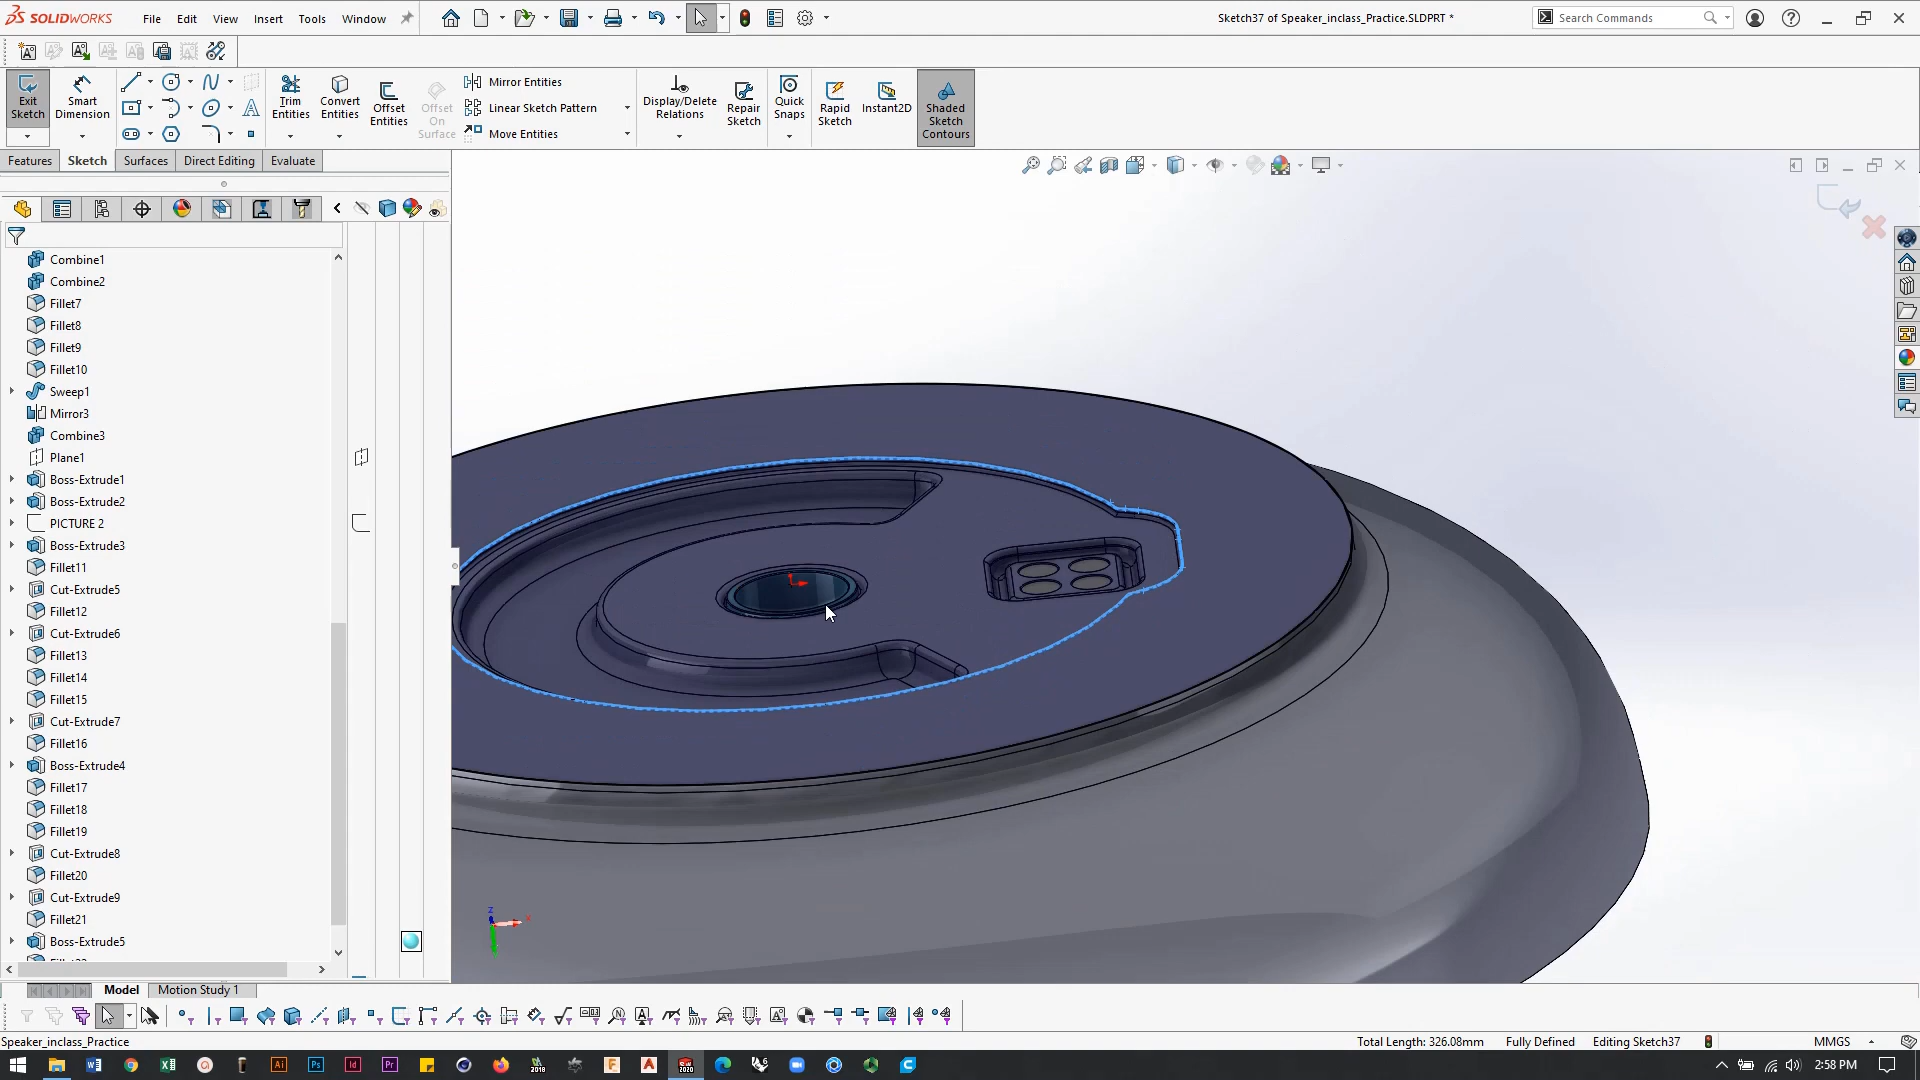 SOLIDWORKS File Edit View Insert Tools Window Sketch37 of Speaker_inclass_Practice.SLDPRT * Search Commands
Exit Sketch
Smart Dimension
Trim Entities
Convert Entities
Offset Entities
Offset On Surface
Mirror Entities
Linear Sketch Pattern
Move Entities
Display/Delete Relations
Repair Sketch
Quick Snaps
Rapid Sketch
Instant2D
Shaded Sketch Contours
Features Sketch Surfaces Direct Editing Evaluate
Combine1
Combine2
Fillet7
Fillet8
Fillet9
Fillet10
Sweep1
Mirror3
Combine3
Plane1
Boss-Extrude1
Boss-Extrude2
PICTURE 2
Boss-Extrude3
Fillet11
Cut-Extrude5
Fillet12
Cut-Extrude6
Fillet13
Fillet14
Fillet15
Cut-Extrude7
Fillet16
Boss-Extrude4
Fillet17
Fillet18
Fillet19
Cut-Extrude8
Fillet20
Cut-Extrude9
Fillet21
Boss-Extrude5
Model Motion Study 1
Speaker_inclass_Practice Total Length: 326.08mm Fully Defined Editing Sketch37 MMGS
2:58 PM